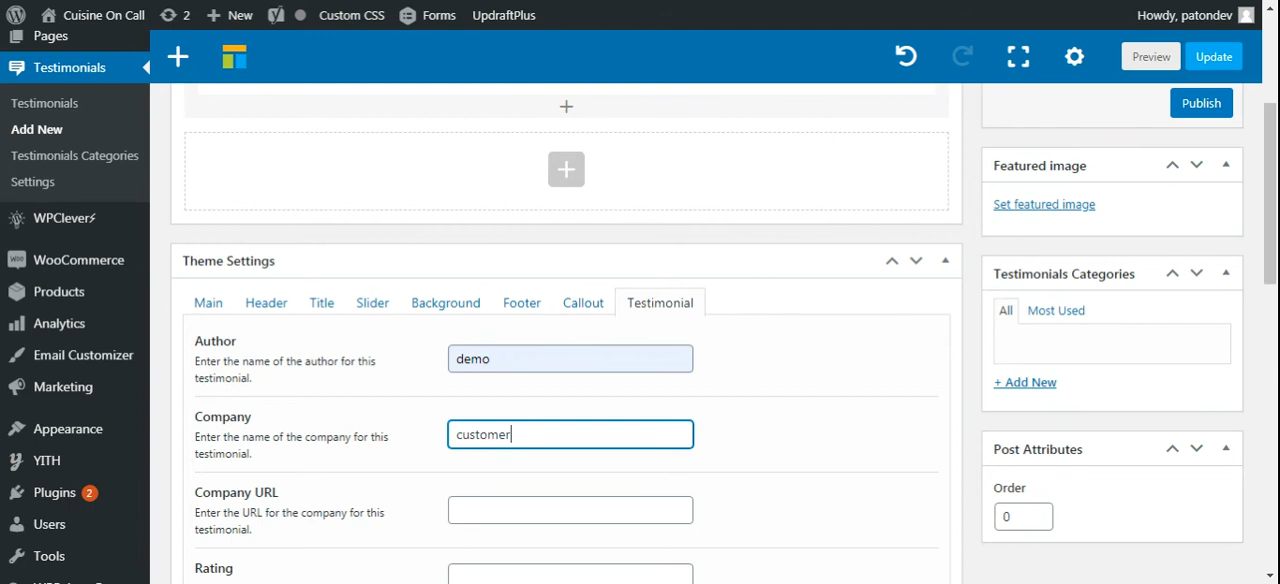 Cuisine On Call
2
New
Custom CSS
Forms
UpdraftPlus
Howdy, patondev
Pages
Testimonials
Testimonials
Add New
Testimonials Categories
Settings
WPClever⚡
WooCommerce
Products
Analytics
Email Customizer
Marketing
Appearance
YITH
Plugins 2
Users
Tools
Preview
Update
Theme Settings
Main
Header
Title
Slider
Background
Footer
Callout
Testimonial
Author
Enter the name of the author for this
testimonial.
demo
Company
Enter the name of the company for this
testimonial.
customer
Company URL
Enter the URL for the company for this
testimonial.
Rating
Publish
Featured image
Set featured image
Testimonials Categories
All
Most Used
+ Add New
Post Attributes
Order
0